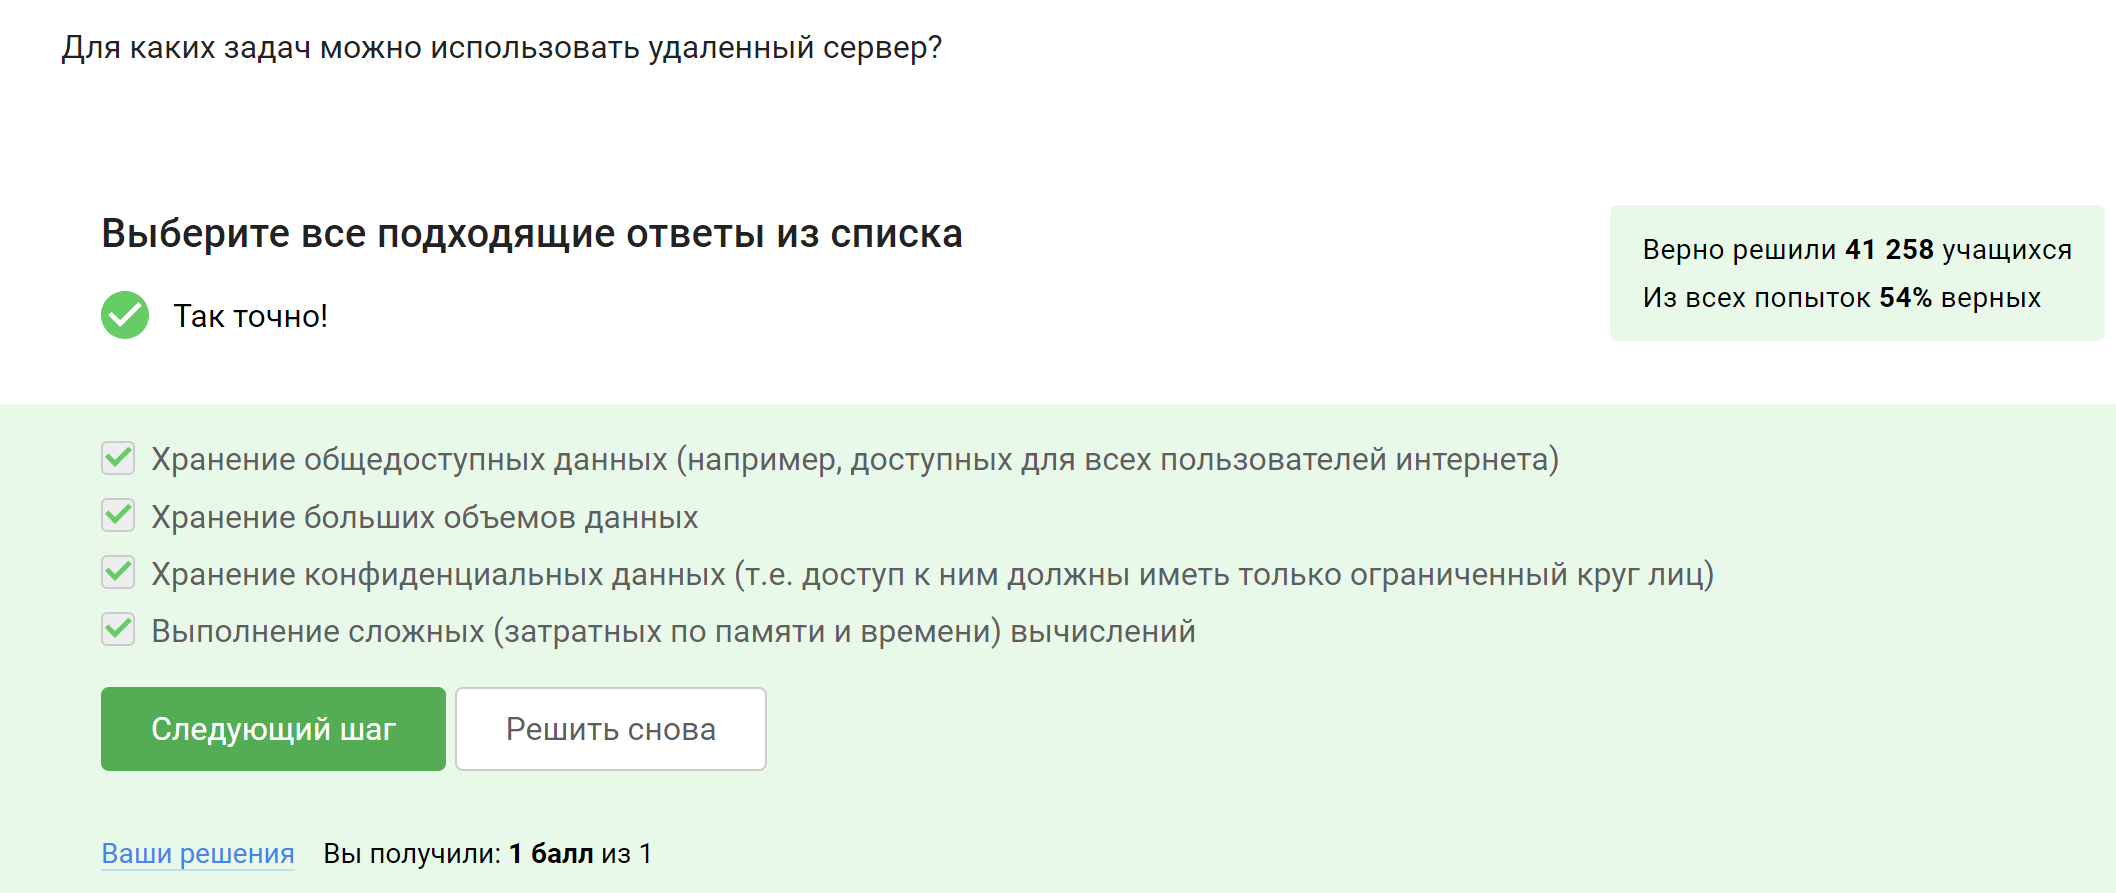 Для каких задач можно использовать удаленный сервер?
Выберите все подходящие ответы из списка
Верно решили 41 258 учащихся
Из всех попыток 54% верных
Так точно!
Хранение общедоступных данных (например, доступных для всех пользователей интернета)
Хранение больших объемов данных
Хранение конфиденциальных данных (т.е. доступ к ним должны иметь только ограниченный круг лиц)
Выполнение сложных (затратных по памяти и времени) вычислений
Следующий шаг
Решить снова
Ваши решения Вы получили: 1 балл из 1